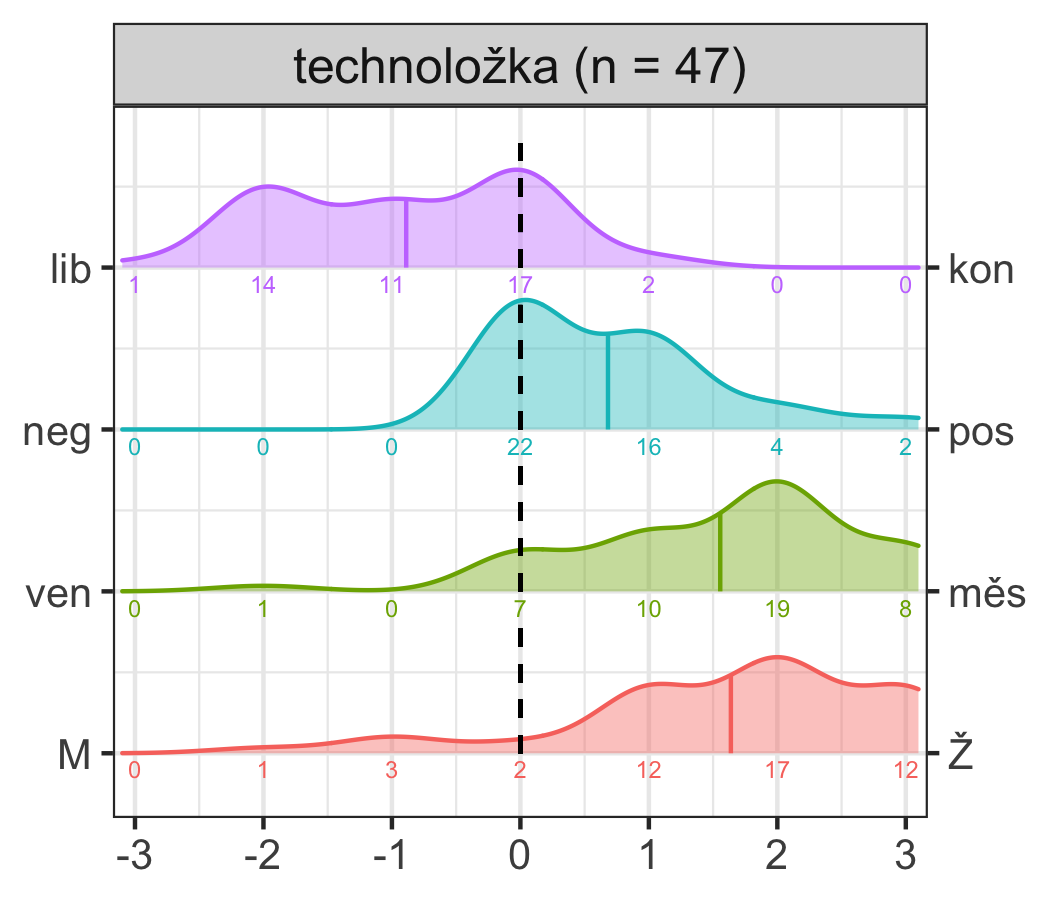 technoložka (n = 47)
lib kon
1 14 11 17 2 0 0
neg pos
0 0 0 22 16 4 2
ven měs
0 1 0 7 10 19 8
M Ž
0 1 3 2 12 17 12
-3 -2 -1 0 1 2 3